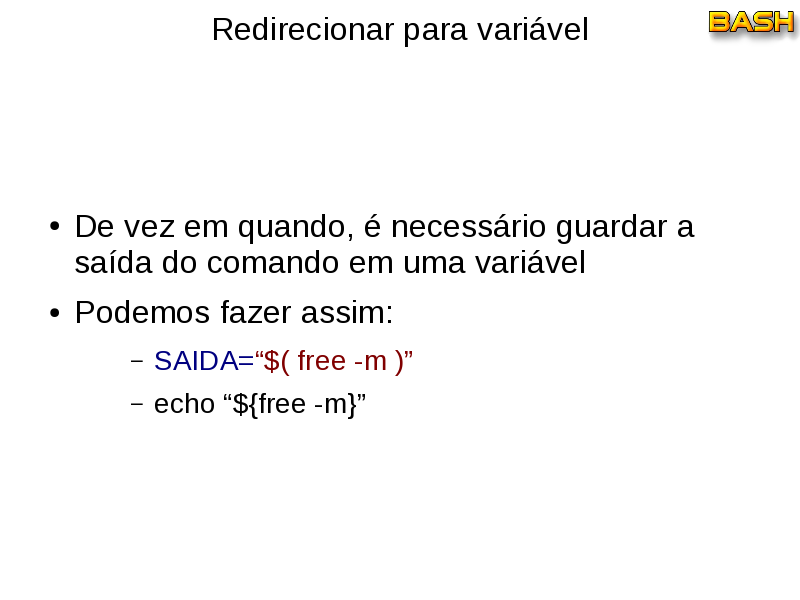 Redirecionar para variável
BASH
• De vez em quando, é necessário guardar a
saída do comando em uma variável
• Podemos fazer assim:
– SAIDA=“$( free -m )”
– echo “${free -m}”